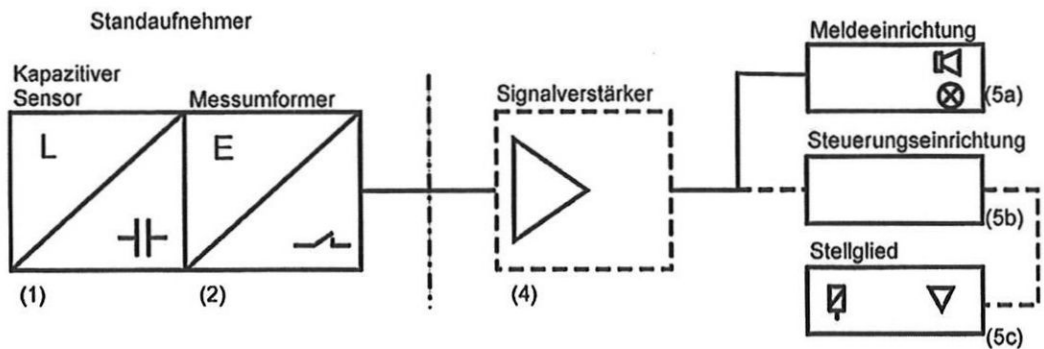 Standaufnehmer
Kapazitiver
Sensor
Messumformer
L
E
(1)
(2)
Signalverstärker
(4)
Meldeeinrichtung
(5a)
Steuerungseinrichtung
(5b)
Stellglied
(5c)